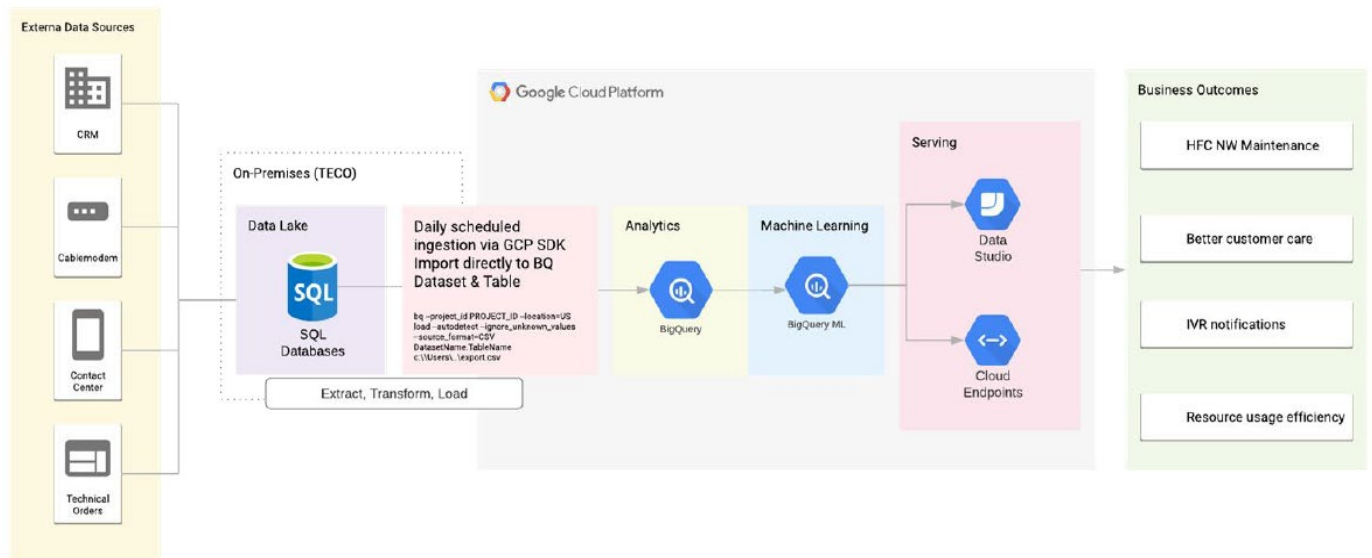 Externa Data Sources
CRM
Cablemodem
Contact
Center
Technical
Orders
On-Premises (TECO)
Data Lake
SQL
SQL
Databases
Daily scheduled
ingestion via GCP SDK
Import directly to BQ
Dataset & Table
bq --project_id PROJECT_ID --location=US
load --autodetect --ignore_unknown_values
--source_format=CSV
DatasetName.TableName
c:\\Users\..\export.csv
Extract, Transform, Load
Google Cloud Platform
Analytics
BigQuery
Machine Learning
BigQuery ML
Serving
Data
Studio
Cloud
Endpoints
Business Outcomes
HFC NW Maintenance
Better customer care
IVR notifications
Resource usage efficiency